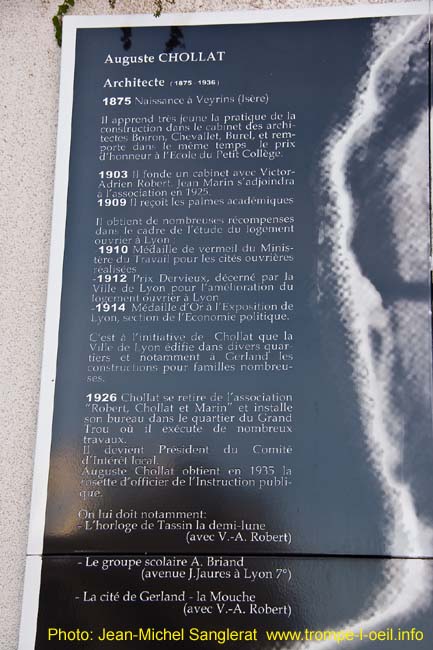 Auguste CHOLLAT
Architecte (1875 - 1936)
1875 Naissance à Veyrins (Isère)
Il apprend très jeune la pratique de la
construction dans le cabinet des archi-
tectes Boiron, Chevallet, Burel, et rem-
porte dans le même temps le prix
d'honneur à l'Ecole du Petit Collège.
1903 Il fonde un cabinet avec Victor-
Adrien Robert. Jean Marin s'adjoindra
à l'association en 1925.
1909 Il reçoit les palmes académiques
Il obtient de nombreuses récompenses
dans le cadre de l'étude du logement
ouvrier à Lyon :
1910 Médaille de vermeil du Minis-
tère du Travail pour les cités ouvrières
réalisées
-1912 Prix Dervieux, décerné par la
Ville de Lyon pour l'amélioration du
logement ouvrier à Lyon
-1914 Médaille d'Or à l'Exposition de
Lyon, section de l'Economie politique.
C'est à l'initiative de Chollat que la
Ville de Lyon édifie dans divers quar-
tiers et notamment à Gerland les
constructions pour familles nombreu-
ses.
1926 Chollat se retire de l'association
"Robert, Chollat et Marin" et installe
son bureau dans le quartier du Grand
Trou où il exécute de nombreux
travaux.
Il devient Président du Comité
d'Intérêt local.
Auguste Chollat obtient en 1935 la
rosette d'officier de l'Instruction publi-
que.
On lui doit notamment:
- L'horloge de Tassin la demi-lune
(avec V.-A. Robert)
- Le groupe scolaire A. Briand
(avenue J.Jaures à Lyon 7°)
- La cité de Gerland - la Mouche
(avec V.-A. Robert)
Photo: Jean-Michel Sanglerat www.trompe-l-oeil.info